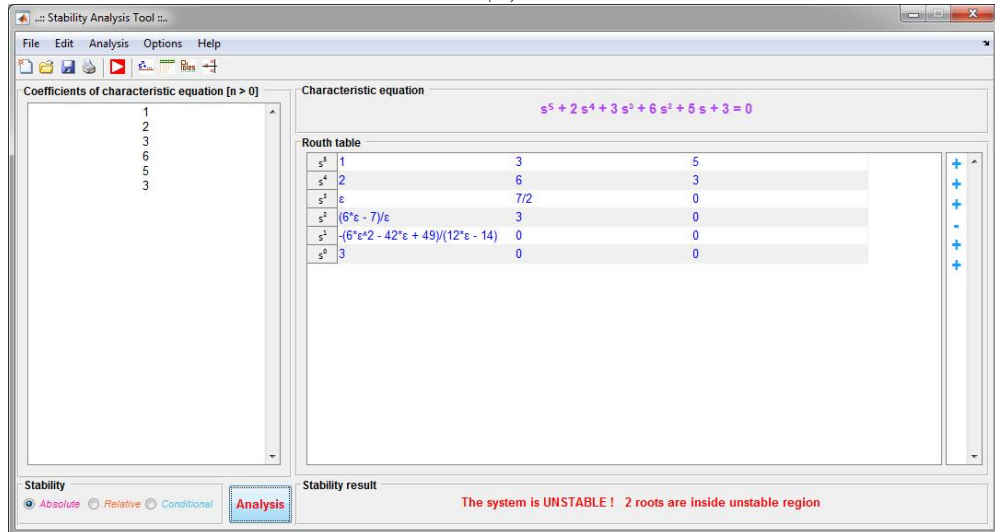 ..:: Stability Analysis Tool ::..
File Edit Analysis Options Help
Coefficients of characteristic equation [n > 0]
1
2
3
6
5
3
Characteristic equation
s⁵ + 2 s⁴ + 3 s³ + 6 s² + 5 s + 3 = 0
Routh table
s⁵ 1 3 5 +
s⁴ 2 6 3 +
s³ ε 7/2 0 +
s² (6*ε - 7)/ε 3 0 -
s¹ -(6*ε^2 - 42*ε + 49)/(12*ε - 14) 0 0 +
s⁰ 3 0 0 +
Stability
Absolute Relative Conditional
Analysis
Stability result
The system is UNSTABLE ! 2 roots are inside unstable region